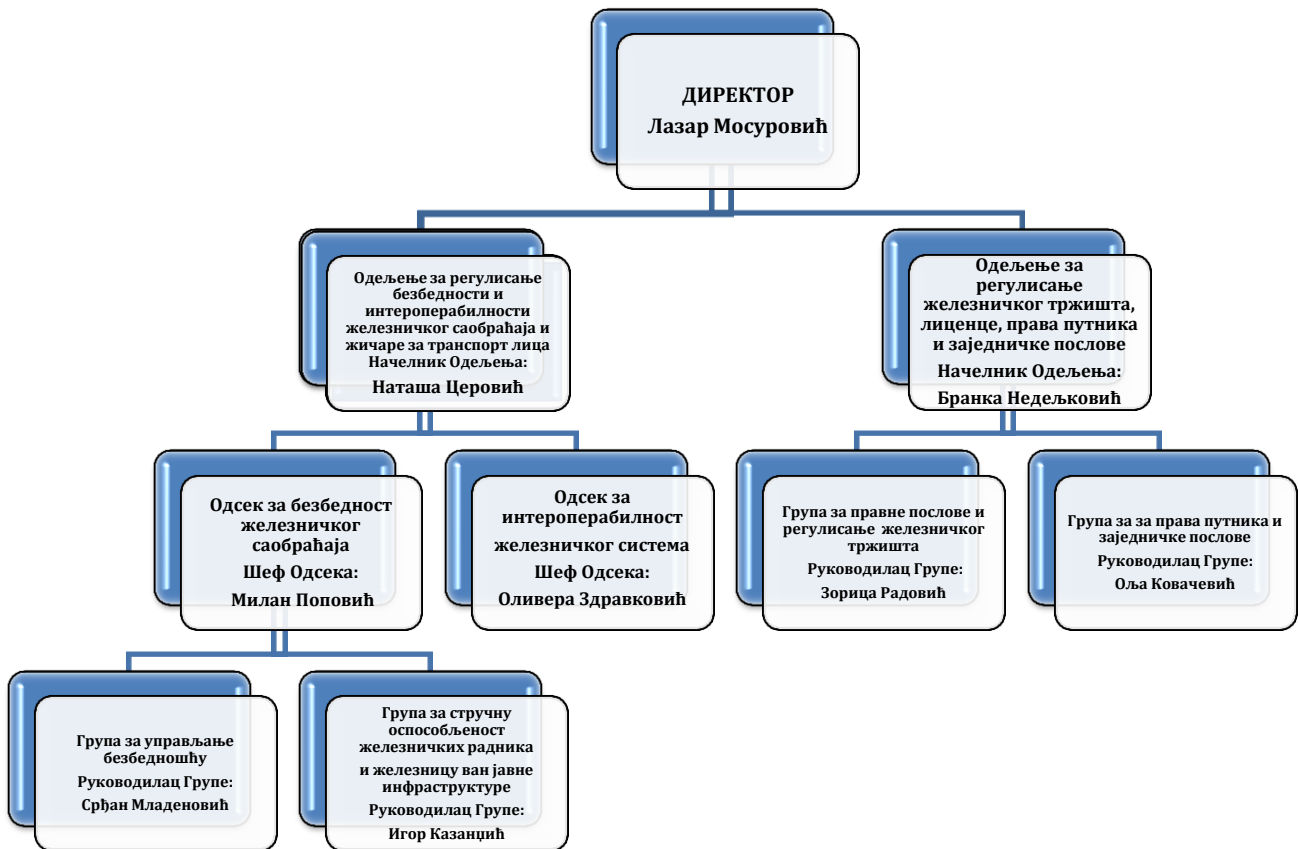 ДИРЕКТОР
Лазар Мосуровић
Одељење за регулисање
безбедности и
интероперабилности
железничког саобраћаја и
жичаре за транспорт лица
Начелник Одељења:
Наташа Церовић
Одељење за
регулисање
железничког тржишта,
лиценце, права путника
и заједничке послове
Начелник Одељења:
Бранка Недељковић
Одсек за безбедност
железничког
саобраћаја
Шеф Одсека:
Милан Поповић
Одсек за
интероперабилност
железничког система
Шеф Одсека:
Оливера Здравковић
Група за правне послове и
регулисање железничког
тржишта
Руководилац Групе:
Зорица Радовић
Група за за права путника и
заједничке послове
Руководилац Групе:
Оља Ковачевић
Група за управљање
безбедношћу
Руководилац Групе:
Срђан Младеновић
Група за стручну
оспособљеност
железничких радника
и железницу ван јавне
инфраструктуре
Руководилац Групе:
Игор Казанџић